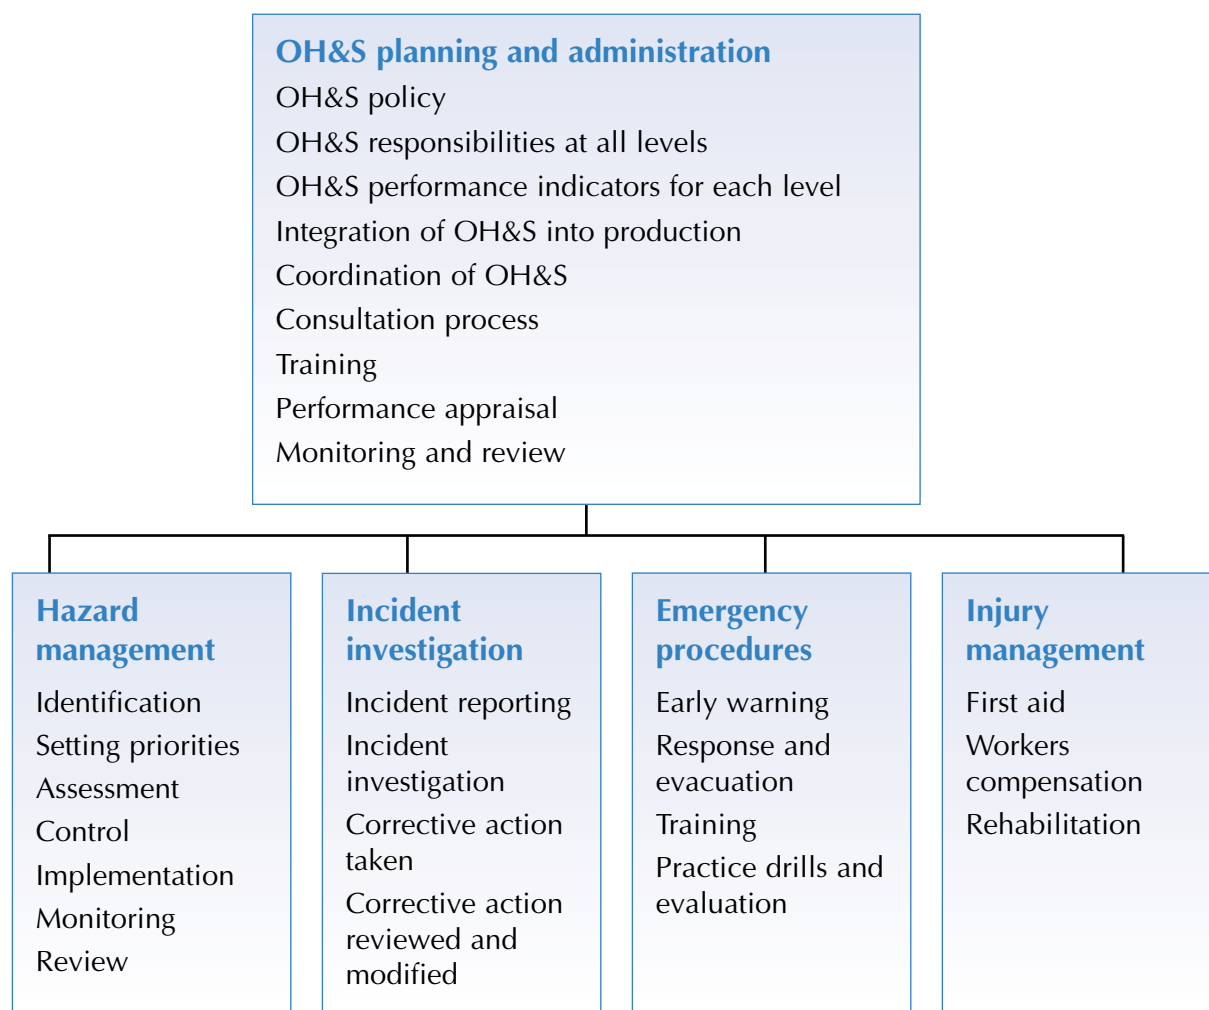 OH&S planning and administration
OH&S policy
OH&S responsibilities at all levels
OH&S performance indicators for each level
Integration of OH&S into production
Coordination of OH&S
Consultation process
Training
Performance appraisal
Monitoring and review
Hazard
management
Identification
Setting priorities
Assessment
Control
Implementation
Monitoring
Review
Incident
investigation
Incident reporting
Incident
investigation
Corrective action
taken
Corrective action
reviewed and
modified
Emergency
procedures
Early warning
Response and
evacuation
Training
Practice drills and
evaluation
Injury
management
First aid
Workers
compensation
Rehabilitation